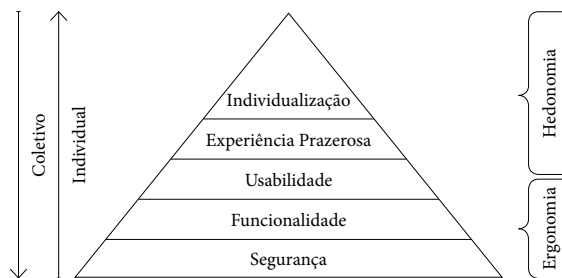 Coletivo
Individual
Individualização
Experiência Prazerosa
Usabilidade
Funcionalidade
Segurança
Hedonomia
Ergonomia